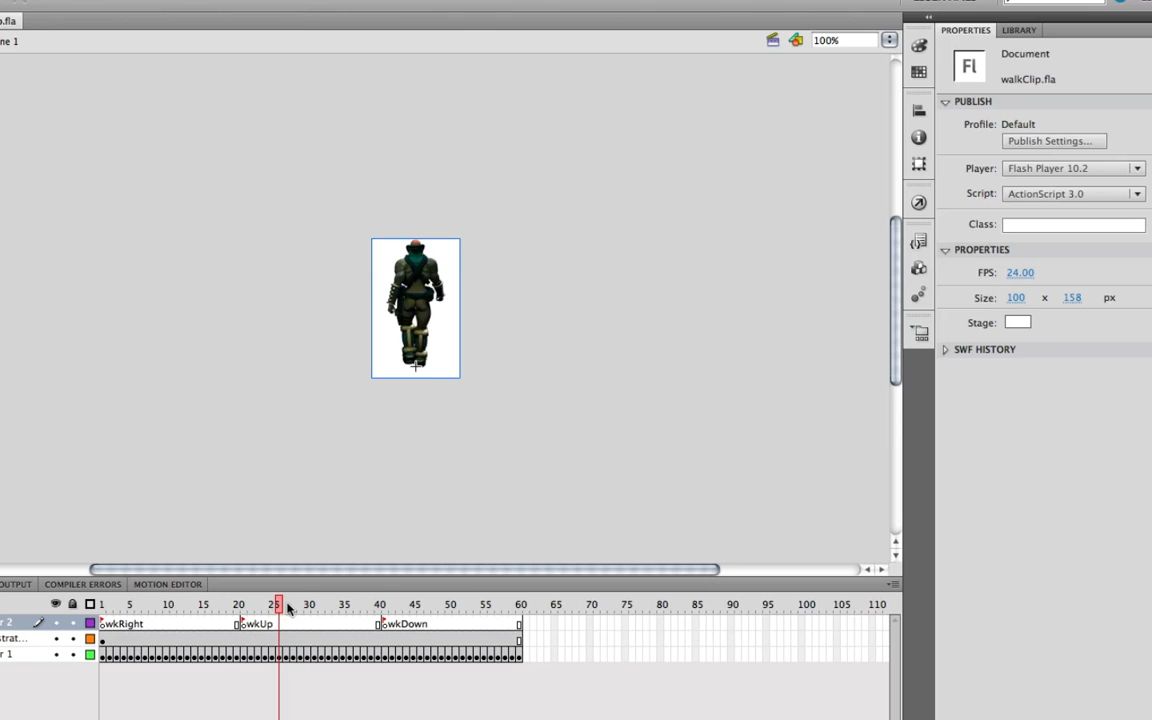 p.fla
ne 1
100%
PROPERTIES LIBRARY
Fl
Document
walkClip.fla
PUBLISH
Profile: Default
Publish Settings...
Player: Flash Player 10.2
Script: ActionScript 3.0
Class:
PROPERTIES
FPS: 24.00
Size: 100 x 158 px
Stage:
SWF HISTORY
OUTPUT COMPILER ERRORS MOTION EDITOR
1 5 10 15 20 25 30 35 40 45 50 55 60 65 70 75 80 85 90 95 100 105 110
r 2 wkRight wkUp wkDown
strat...
r 1